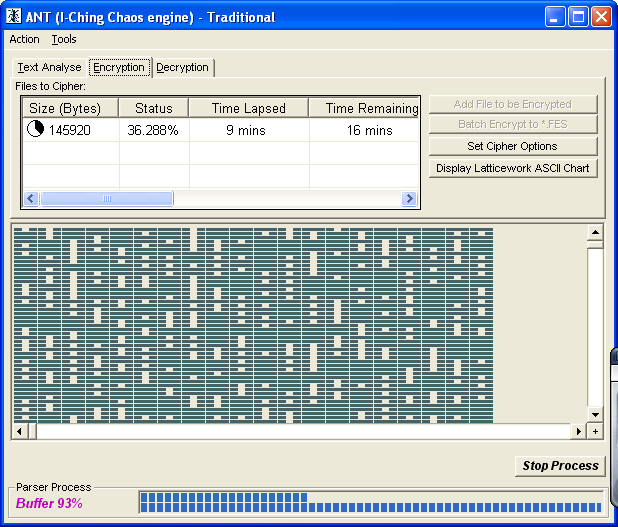 ANT (I-Ching Chaos engine) - Traditional
Action Tools
Text Analyse Encryption Decryption
Files to Cipher:
Size (Bytes) Status Time Lapsed Time Remaining
145920 36.288% 9 mins 16 mins
Add File to be Encrypted
Batch Encrypt to *.FES
Set Cipher Options
Display Latticework ASCII Chart
+
Stop Process
Parser Process
Buffer 93%